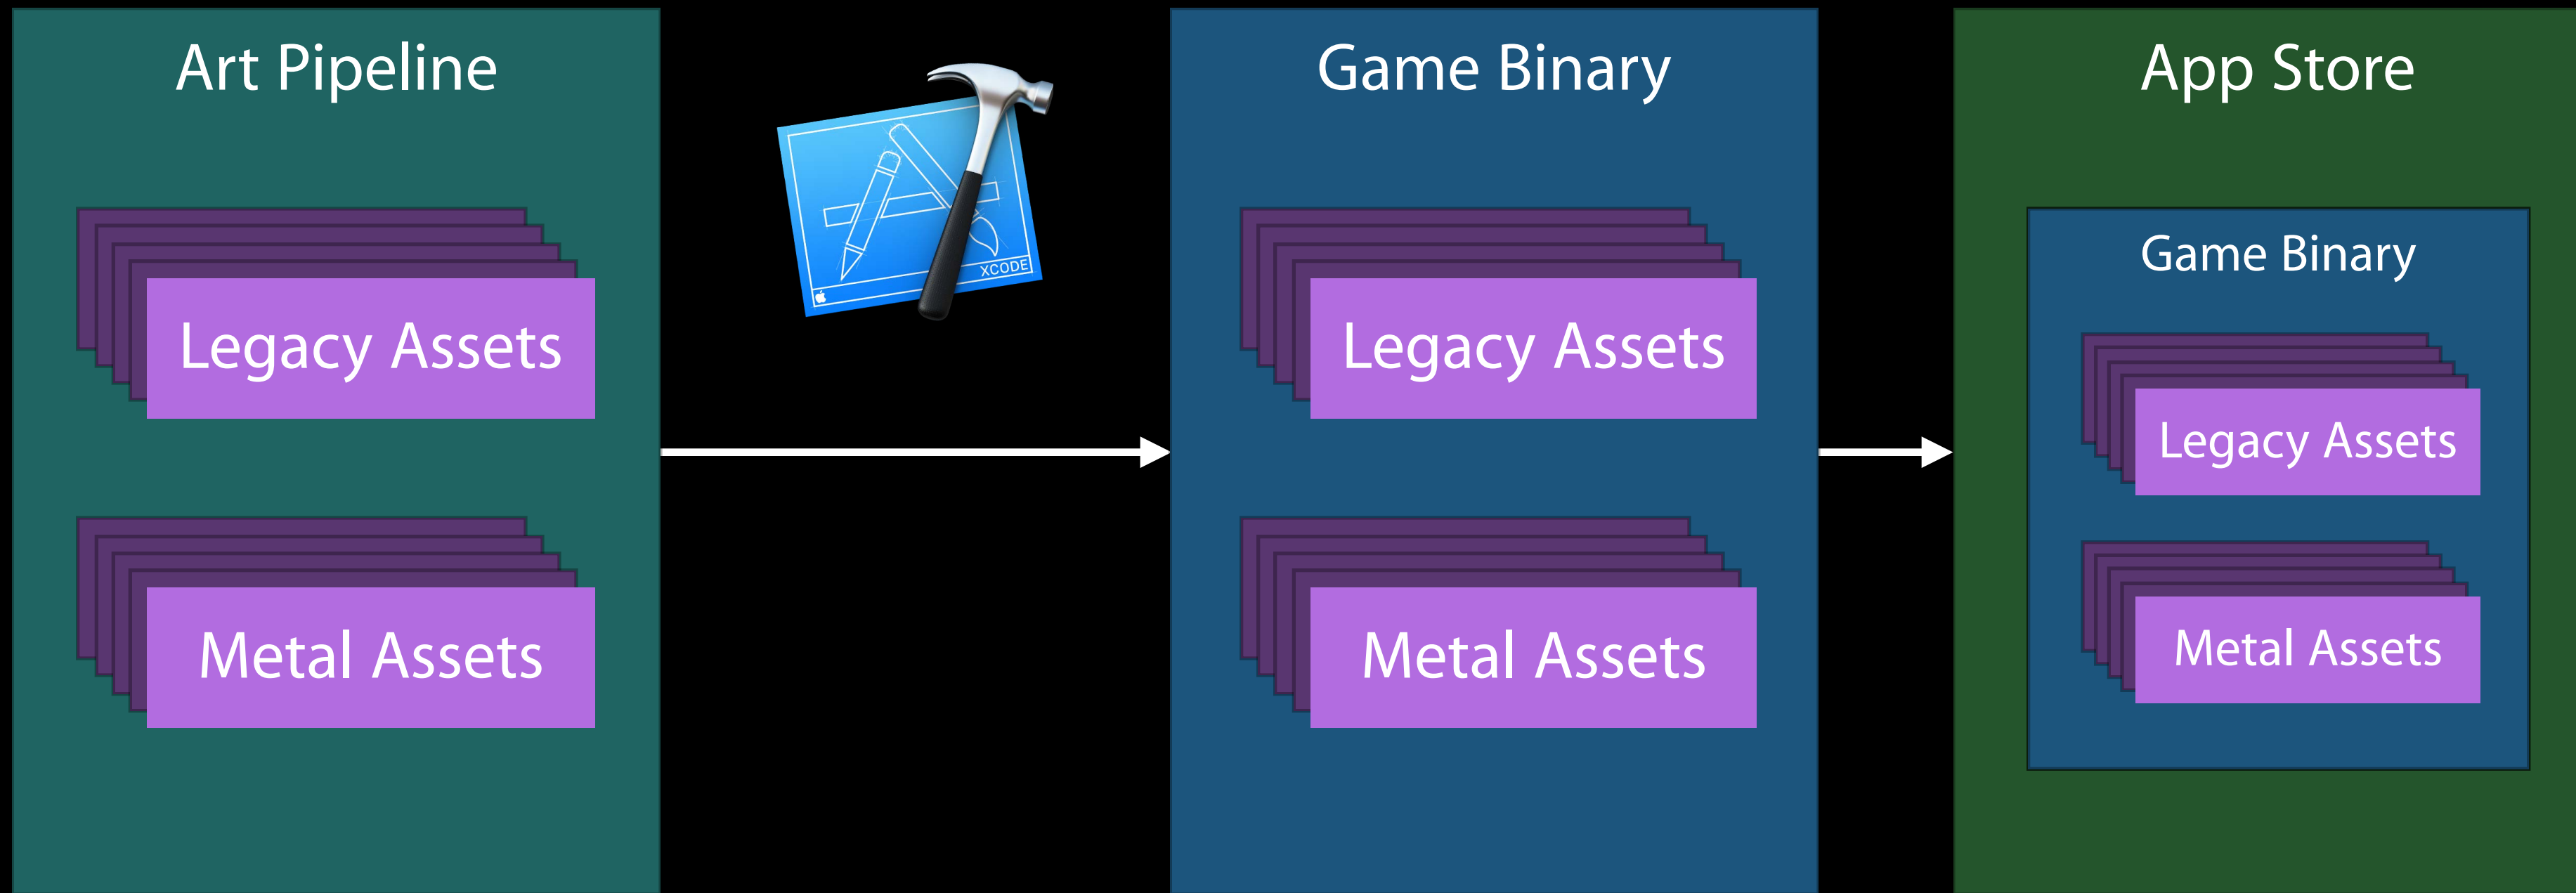 Art Pipeline
Legacy Assets
Metal Assets
XCODE
Game Binary
Legacy Assets
Metal Assets
App Store
Game Binary
Legacy Assets
Metal Assets